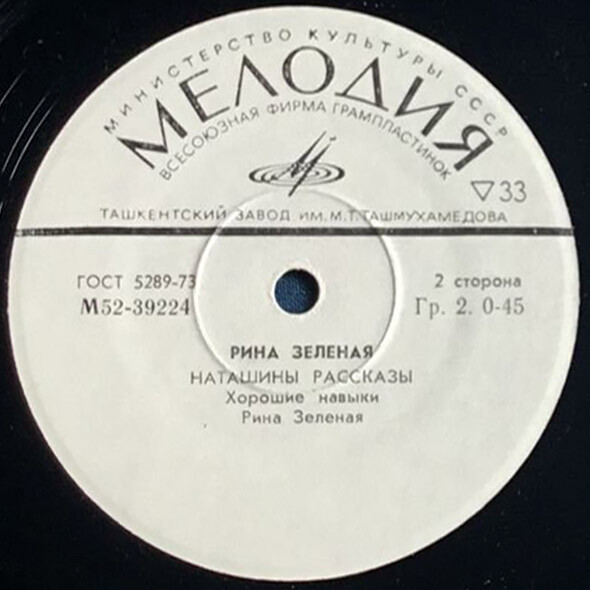 МИНИСТЕРСТВО КУЛЬТУРЫ СССР
МЕЛОДИЯ
ВСЕСОЮЗНАЯ ФИРМА ГРАМПЛАСТИНОК
▽33
ТАШКЕНТСКИЙ ЗАВОД ИМ. М.Т. ТАШМУХАМЕДОВА
ГОСТ 5289-73
2 сторона
М52-39224
Гр. 2. 0-45
РИНА ЗЕЛЕНАЯ
НАТАШИНЫ РАССКАЗЫ
Хорошие навыки
Рина Зеленая